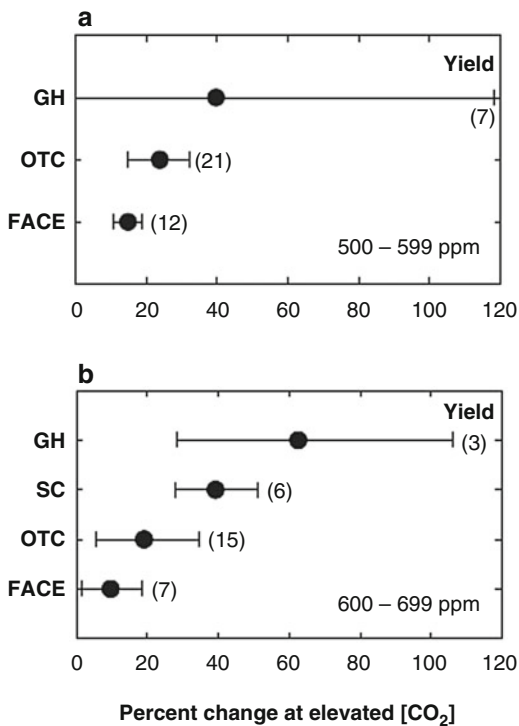 a
Yield
GH
(7)
OTC
(21)
FACE
(12)
500 – 599 ppm
0 20 40 60 80 100 120
b
Yield
GH
(3)
SC
(6)
OTC
(15)
FACE
(7)
600 – 699 ppm
0 20 40 60 80 100 120
Percent change at elevated [CO₂]